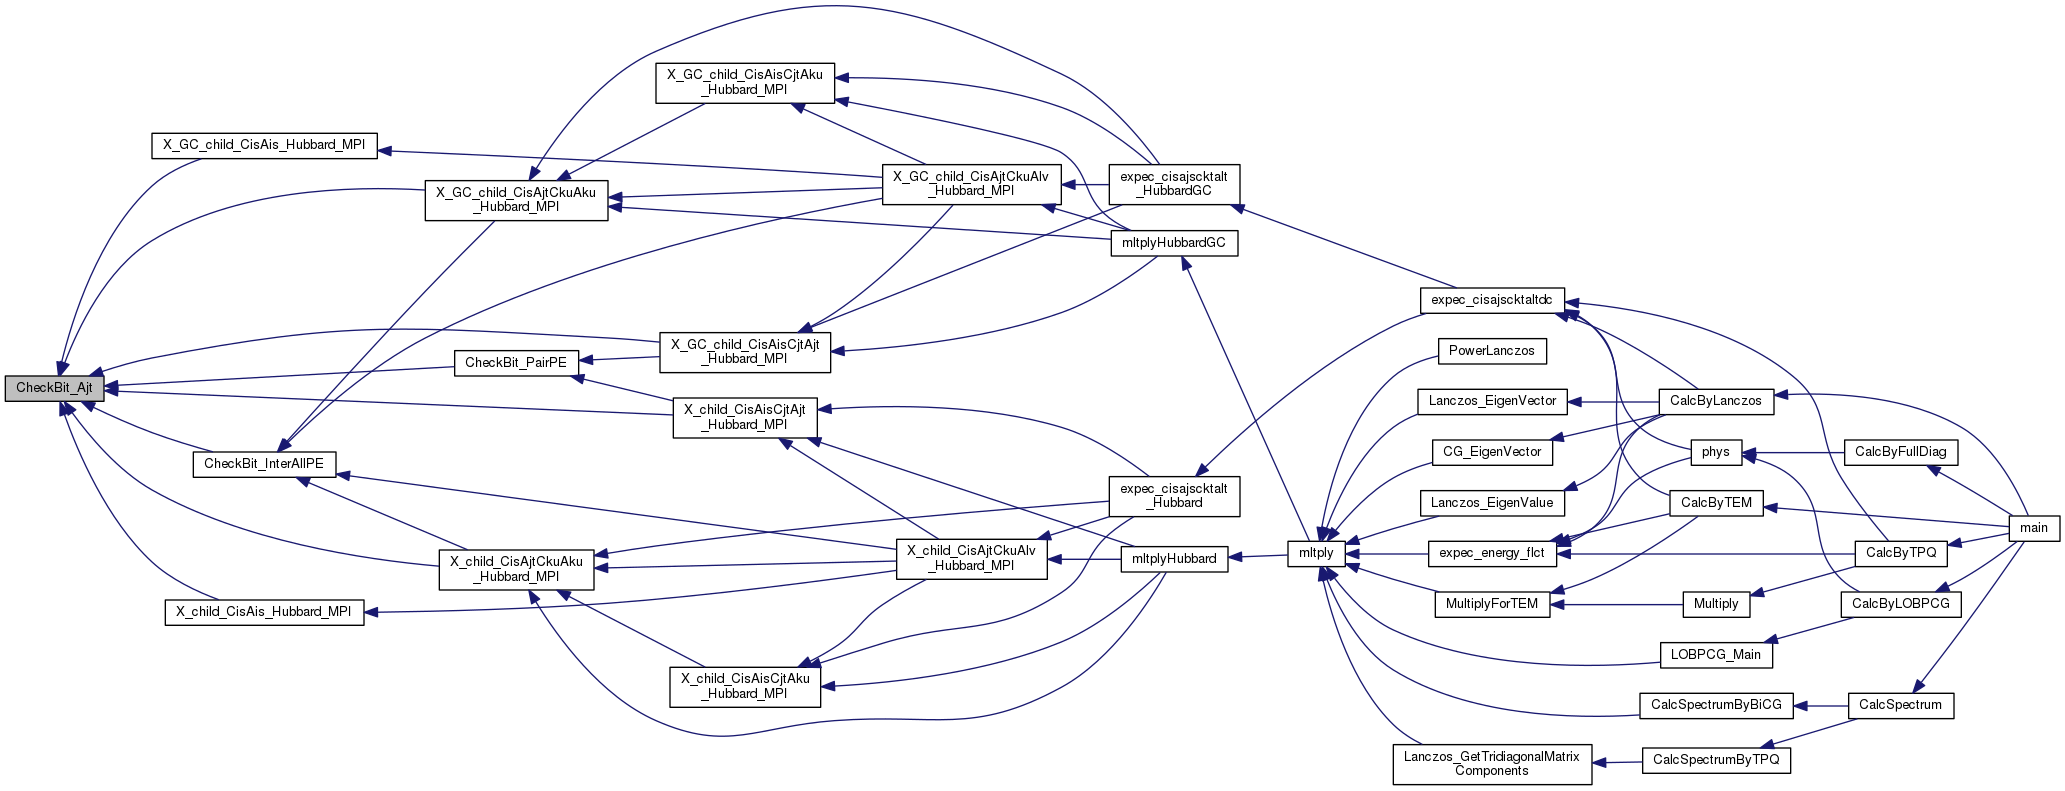 CheckBit_Ajt
X_GC_child_CisAis_Hubbard_MPI
CheckBit_InterAllPE
X_child_CisAis_Hubbard_MPI
X_GC_child_CisAjtCkuAku
_Hubbard_MPI
CheckBit_PairPE
X_child_CisAjtCkuAku
_Hubbard_MPI
X_GC_child_CisAisCjtAku
_Hubbard_MPI
X_GC_child_CisAisCjtAjt
_Hubbard_MPI
X_child_CisAisCjtAjt
_Hubbard_MPI
X_child_CisAisCjtAku
_Hubbard_MPI
X_GC_child_CisAjtCkuAlv
_Hubbard_MPI
X_child_CisAjtCkuAlv
_Hubbard_MPI
expec_cisajscktalt
_HubbardGC
mltplyHubbardGC
expec_cisajscktalt
_Hubbard
mltplyHubbard
mltply
expec_cisajscktaltdc
PowerLanczos
Lanczos_EigenVector
CG_EigenVector
Lanczos_EigenValue
expec_energy_flct
MultiplyForTEM
Lanczos_GetTridiagonalMatrix
Components
CalcByLanczos
phys
CalcByTEM
Multiply
LOBPCG_Main
CalcSpectrumByBiCG
CalcSpectrumByTPQ
CalcByFullDiag
CalcByTPQ
CalcByLOBPCG
CalcSpectrum
main